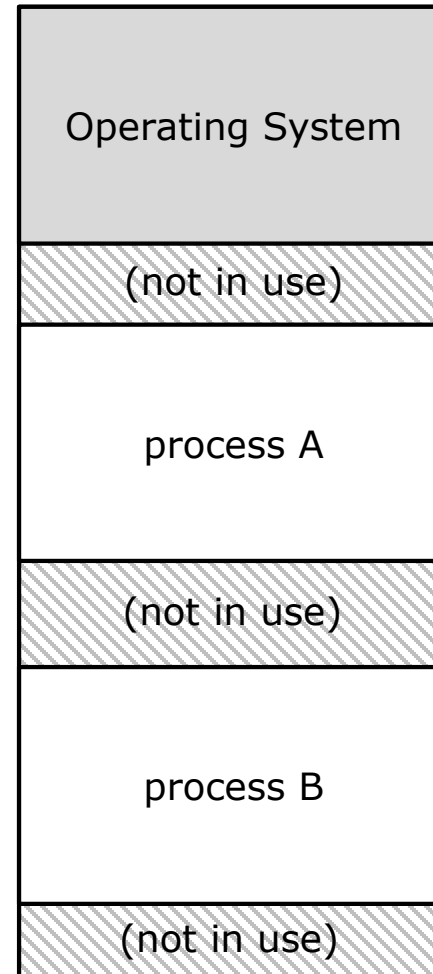 Operating System
(not in use)
process A
(not in use)
process B
(not in use)